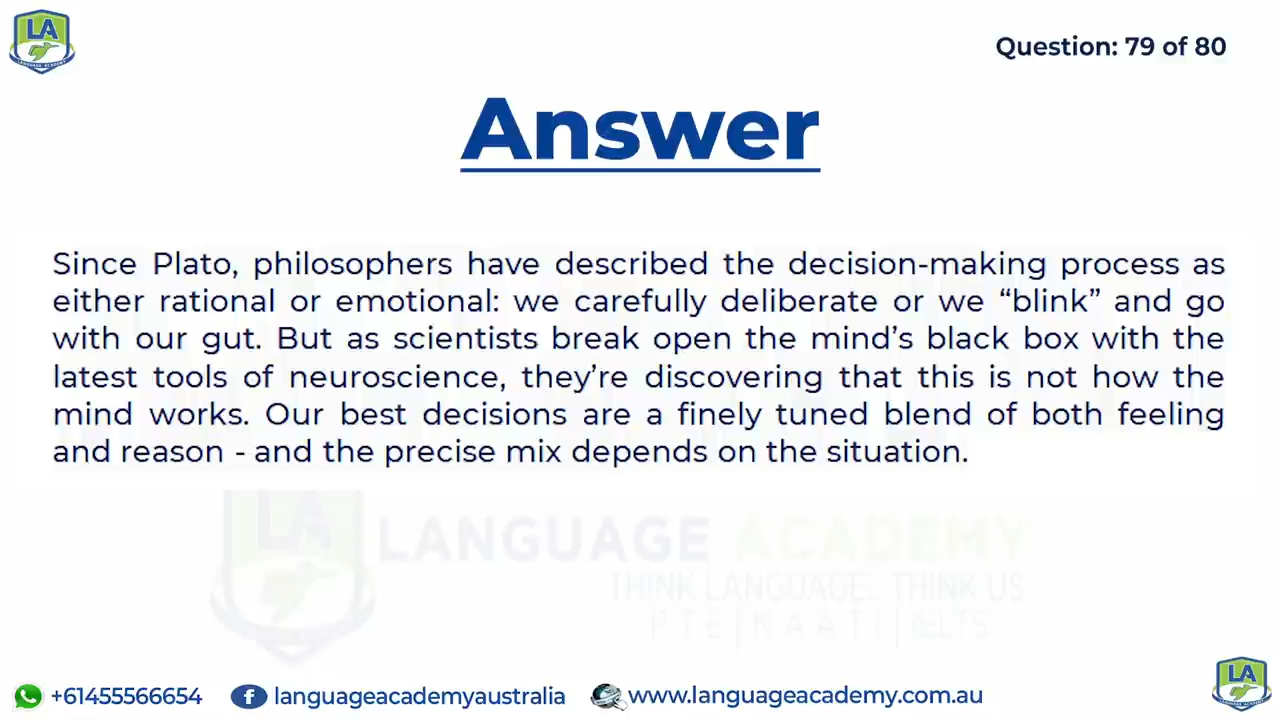 LA
LANGUAGE ACADEMY
Question: 79 of 80
Answer
Since Plato, philosophers have described the decision-making process as
either rational or emotional: we carefully deliberate or we “blink” and go
with our gut. But as scientists break open the mind’s black box with the
latest tools of neuroscience, they’re discovering that this is not how the
mind works. Our best decisions are a finely tuned blend of both feeling
and reason - and the precise mix depends on the situation.
LA
LANGUAGE ACADEMY
THINK LANGUAGE, THINK US
PTE|NAATI|IELTS
+61455566654
languageacademyaustralia
www.languageacademy.com.au
LA